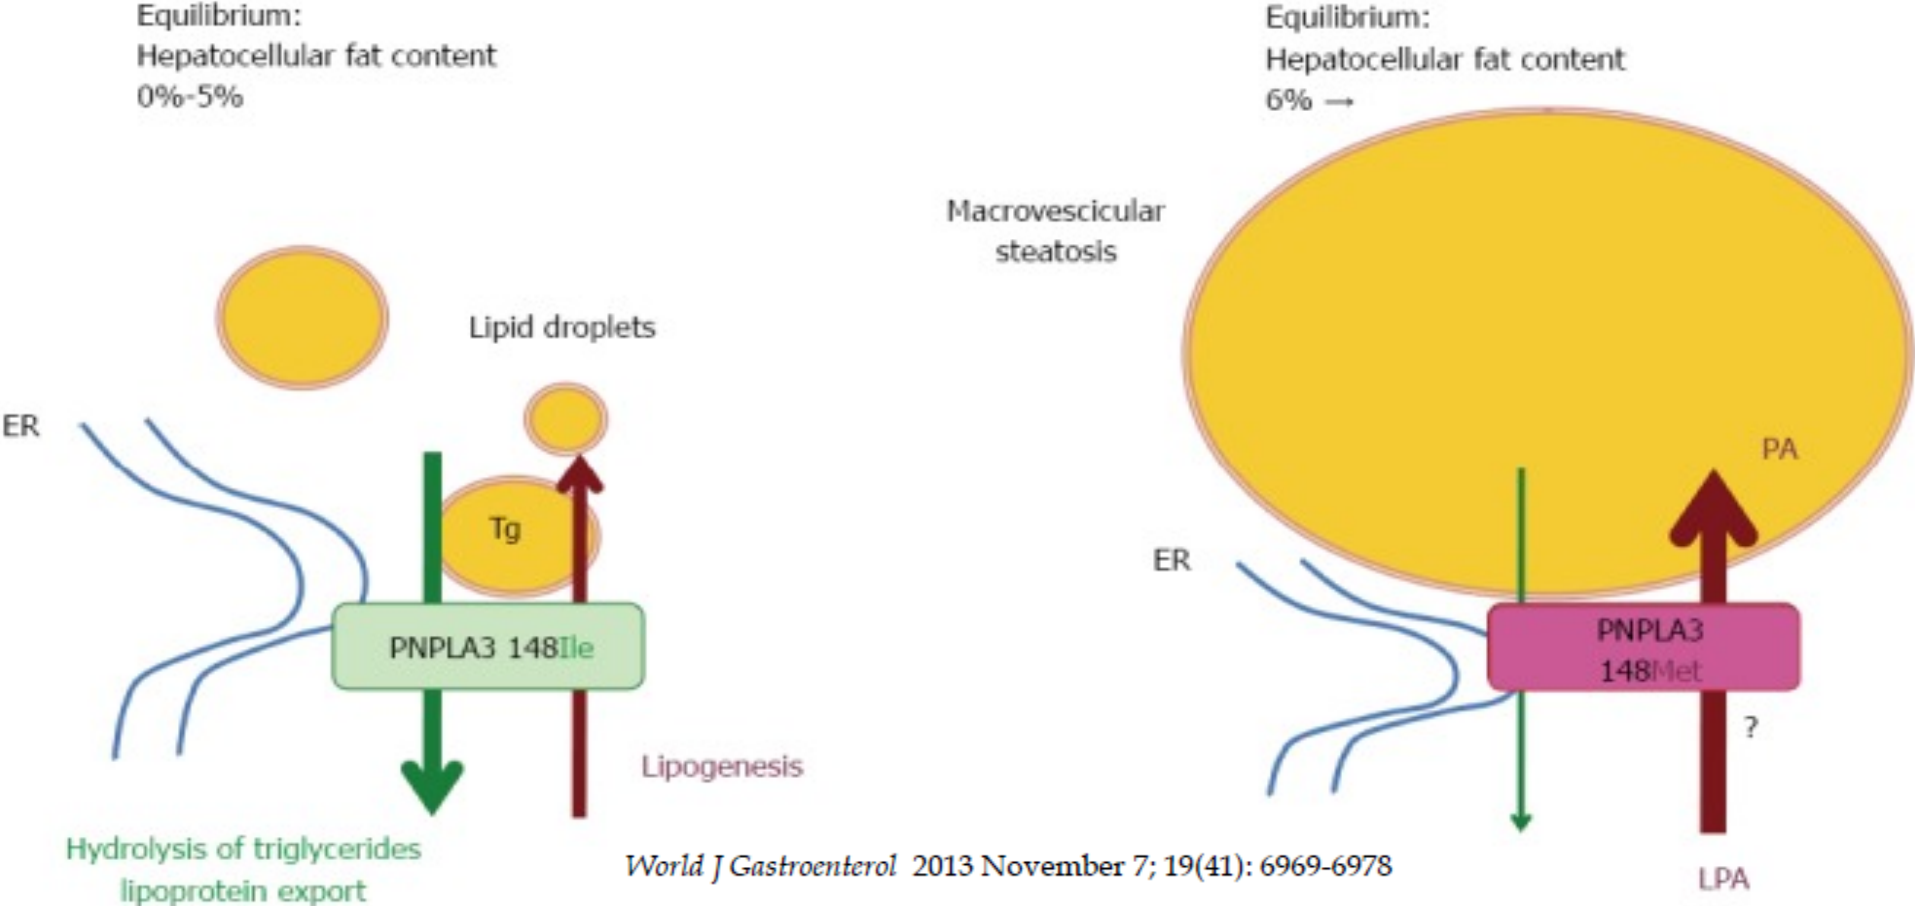 Equilibrium:
Hepatocellular fat content
0%-5%
Lipid droplets
ER
Tg
PNPLA3 148Ile
Lipogenesis
Hydrolysis of triglycerides
lipoprotein export
Equilibrium:
Hepatocellular fat content
6% →
Macrovescicular
steatosis
PA
ER
PNPLA3
148Met
?
LPA
World J Gastroenterol 2013 November 7; 19(41): 6969-6978